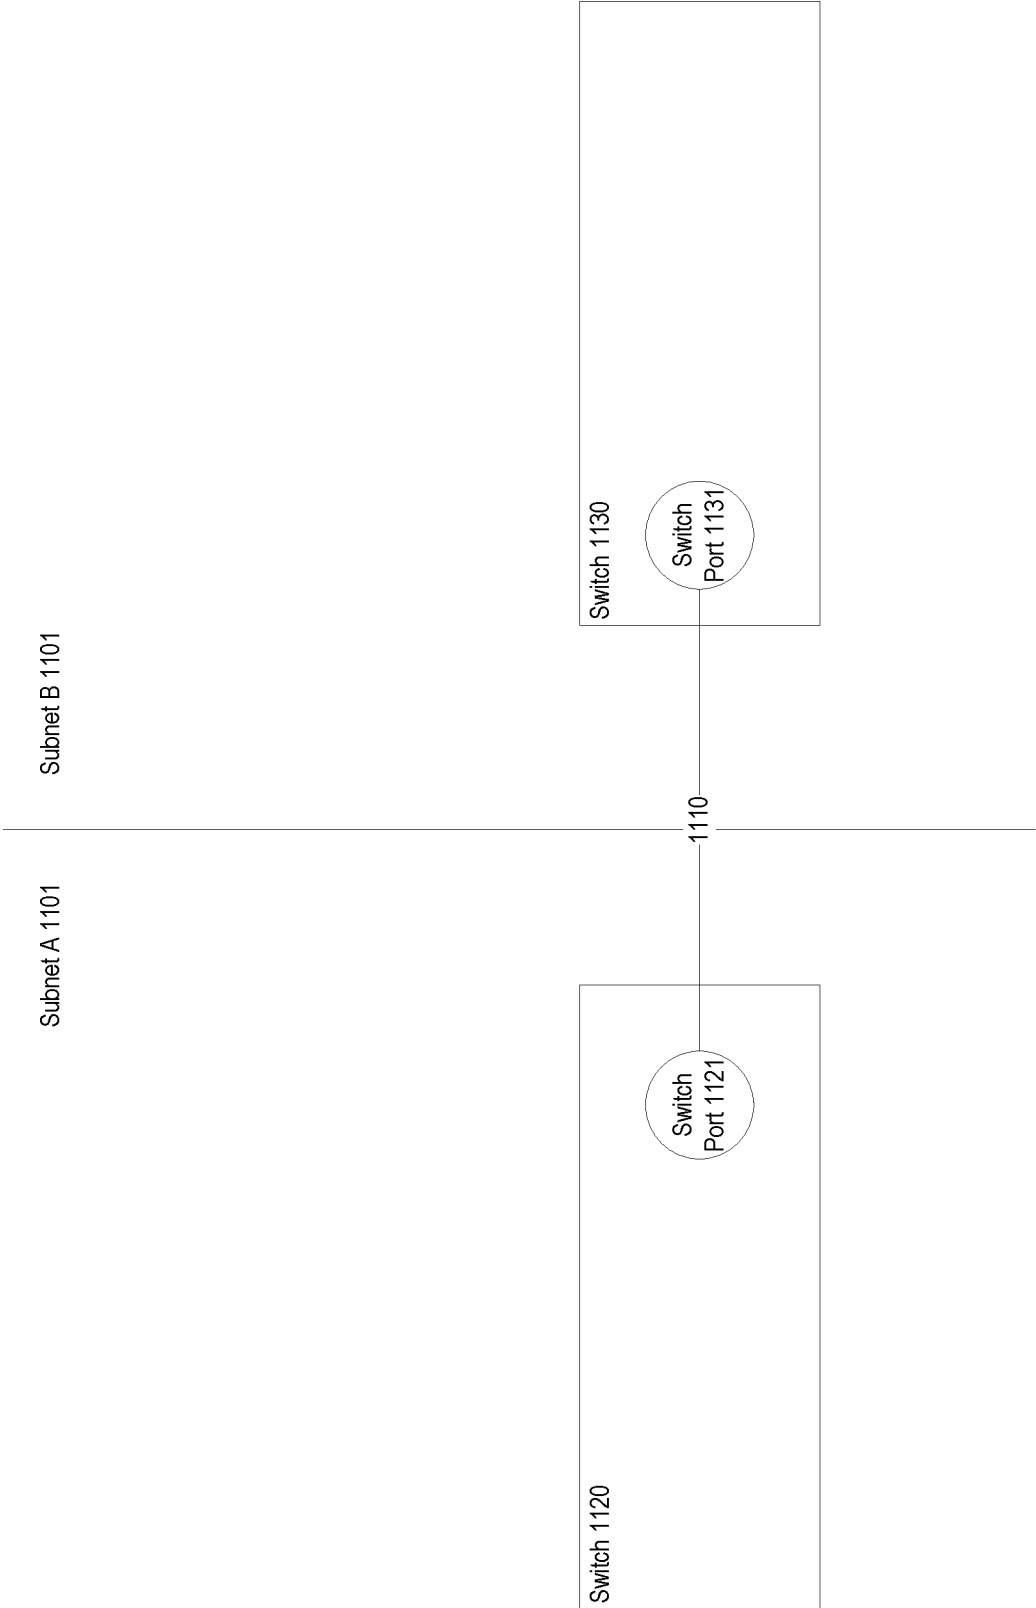 Subnet A 1101
Subnet B 1101
Switch 1120
Switch
Port 1121
1110
Switch 1130
Switch
Port 1131